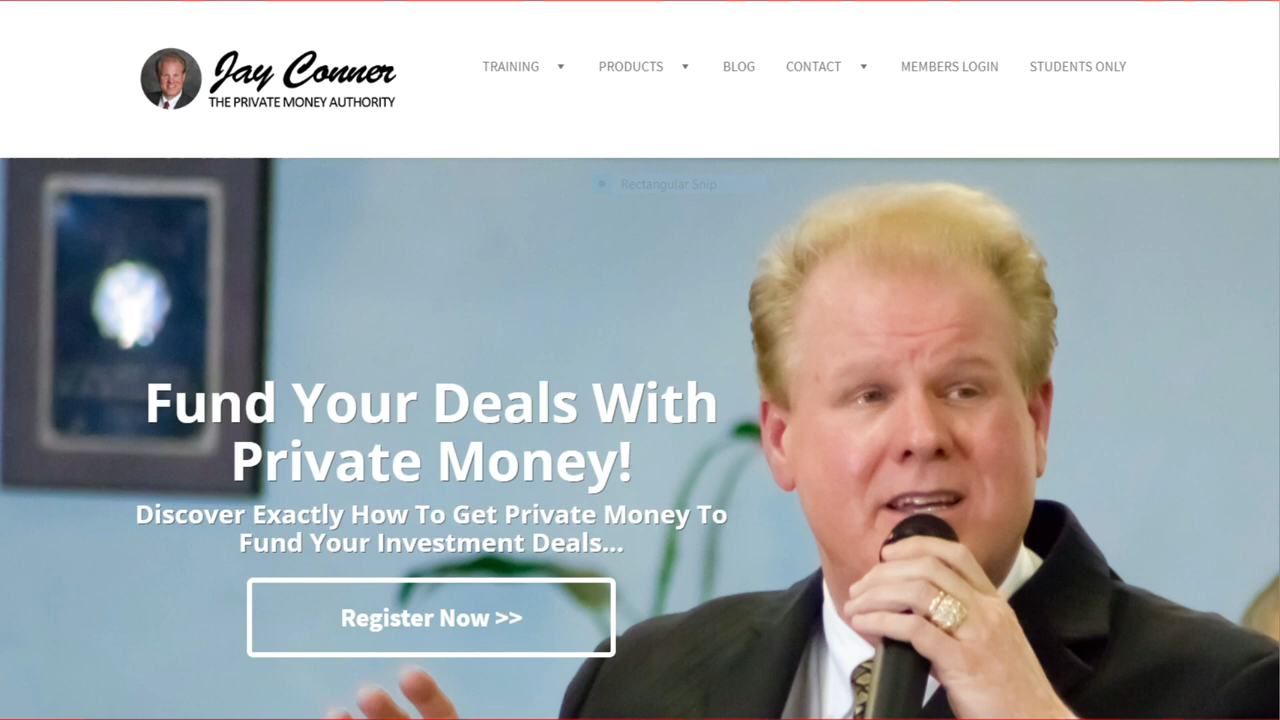 Jay Conner
THE PRIVATE MONEY AUTHORITY
TRAINING PRODUCTS BLOG CONTACT MEMBERS LOGIN STUDENTS ONLY
Rectangular Snip
Fund Your Deals With
Private Money!
Discover Exactly How To Get Private Money To
Fund Your Investment Deals...
Register Now >>